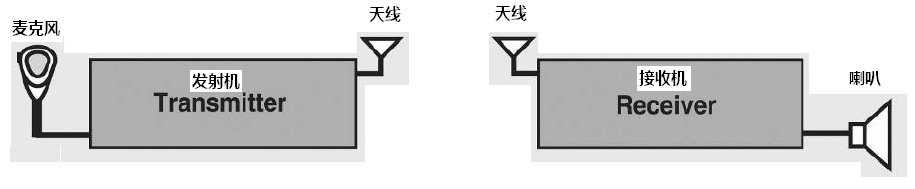 麦克风
天线
发射机
Transmitter
天线
接收机
Receiver
喇叭